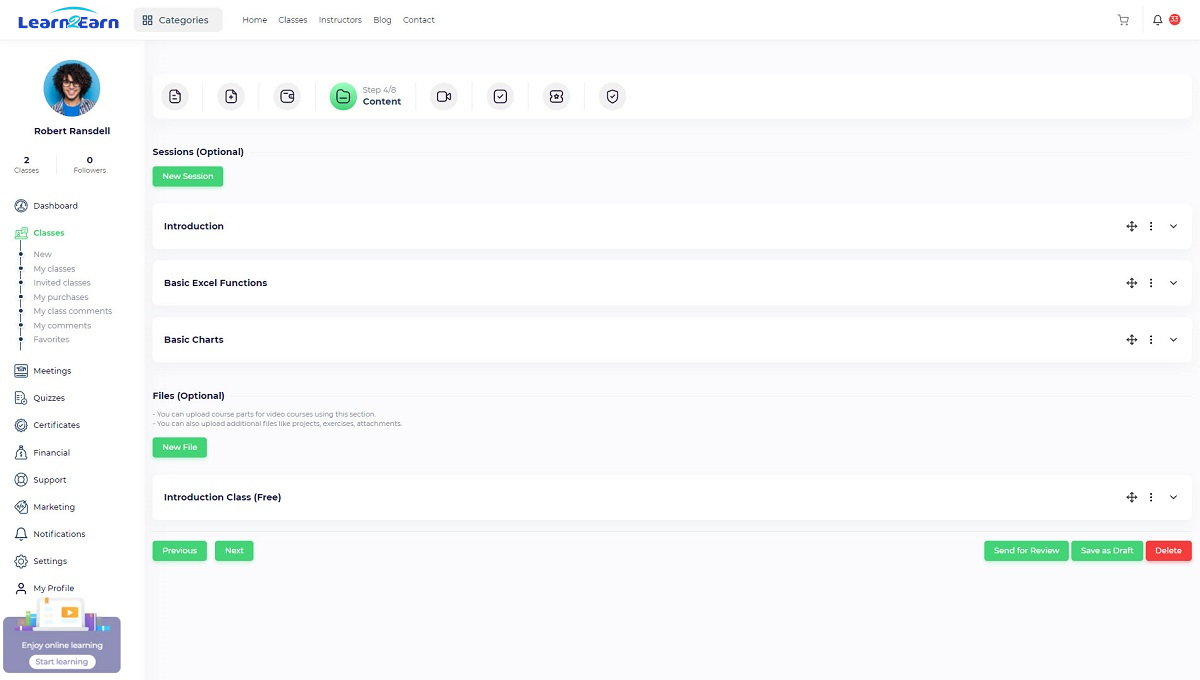 Learn2Earn
Categories
Home
Classes
Instructors
Blog
Contact
33
Robert Ransdell
2
Classes
0
Followers
Dashboard
Classes
New
My classes
Invited classes
My purchases
My class comments
My comments
Favorites
Meetings
Quizzes
Certificates
Financial
Support
Marketing
Notifications
Settings
My Profile
Enjoy online learning
Start learning
Step 4/8
Content
Sessions (Optional)
New Session
Introduction
Basic Excel Functions
Basic Charts
Files (Optional)
- You can upload course parts for video courses using this section.
- You can also upload additional files like projects, exercises, attachments.
New File
Introduction Class (Free)
Previous
Next
Send for Review
Save as Draft
Delete